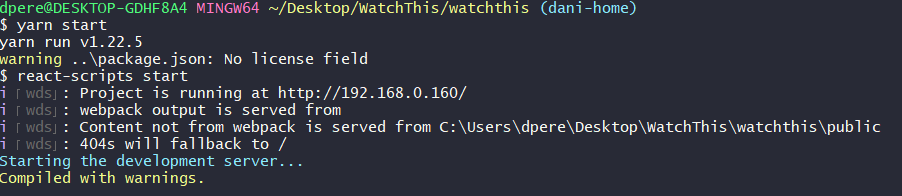 dpere@DESKTOP-GDHF8A4 MINGW64 ~/Desktop/WatchThis/watchthis (dani-home)
$ yarn start
yarn run v1.22.5
warning ..\package.json: No license field
$ react-scripts start
i ｢wds｣: Project is running at http://192.168.0.160/
i ｢wds｣: webpack output is served from
i ｢wds｣: Content not from webpack is served from C:\Users\dpere\Desktop\WatchThis\watchthis\public
i ｢wds｣: 404s will fallback to /
Starting the development server...
Compiled with warnings.